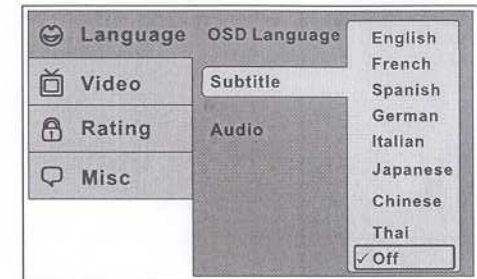 Language
Video
Rating
Misc
OSD Language
Subtitle
Audio
English
French
Spanish
German
Italian
Japanese
Chinese
Thai
✓ Off